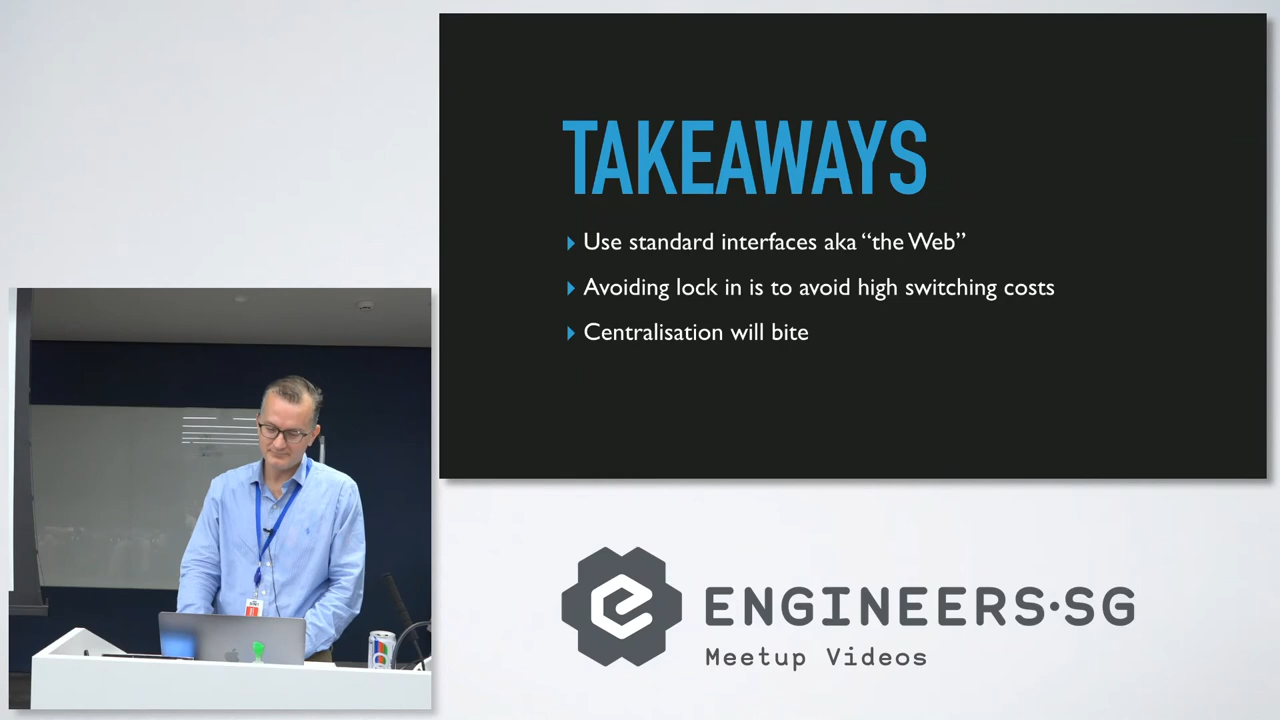 TAKEAWAYS
Use standard interfaces aka “the Web”
Avoiding lock in is to avoid high switching costs
Centralisation will bite
ENGINEERS·SG
Meetup Videos